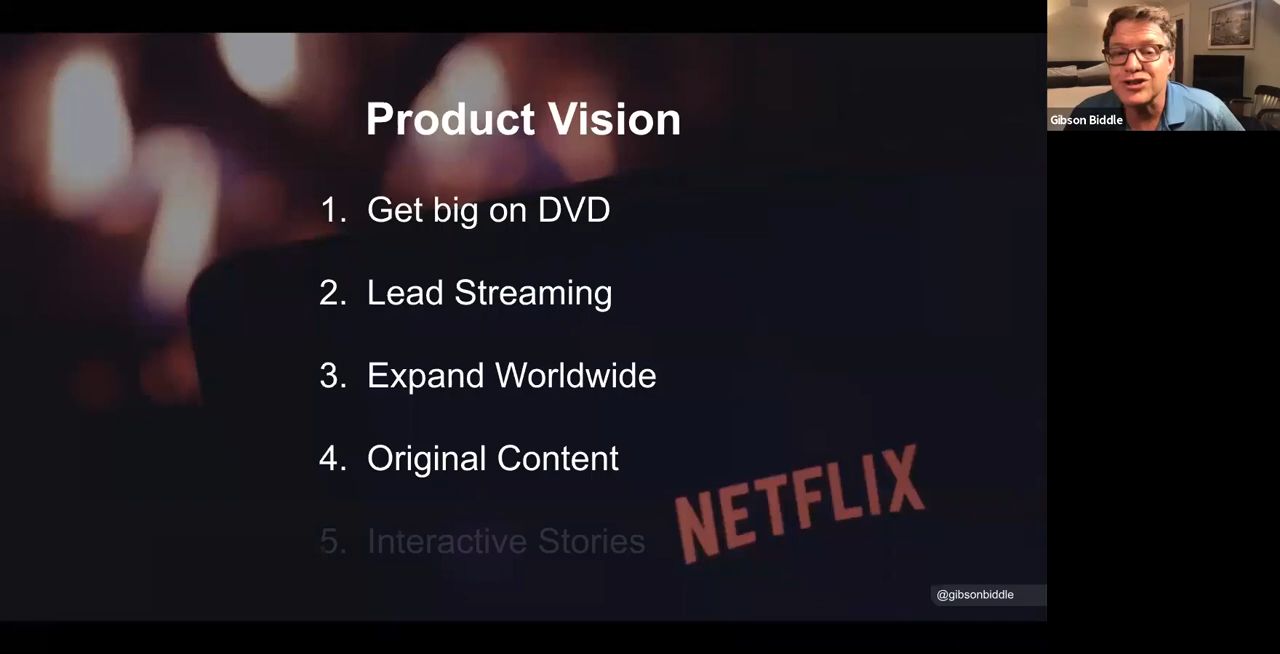 Product Vision
1. Get big on DVD
2. Lead Streaming
3. Expand Worldwide
4. Original Content
5. Interactive Stories
NETFLIX
@gibsonbiddle
Gibson Biddle